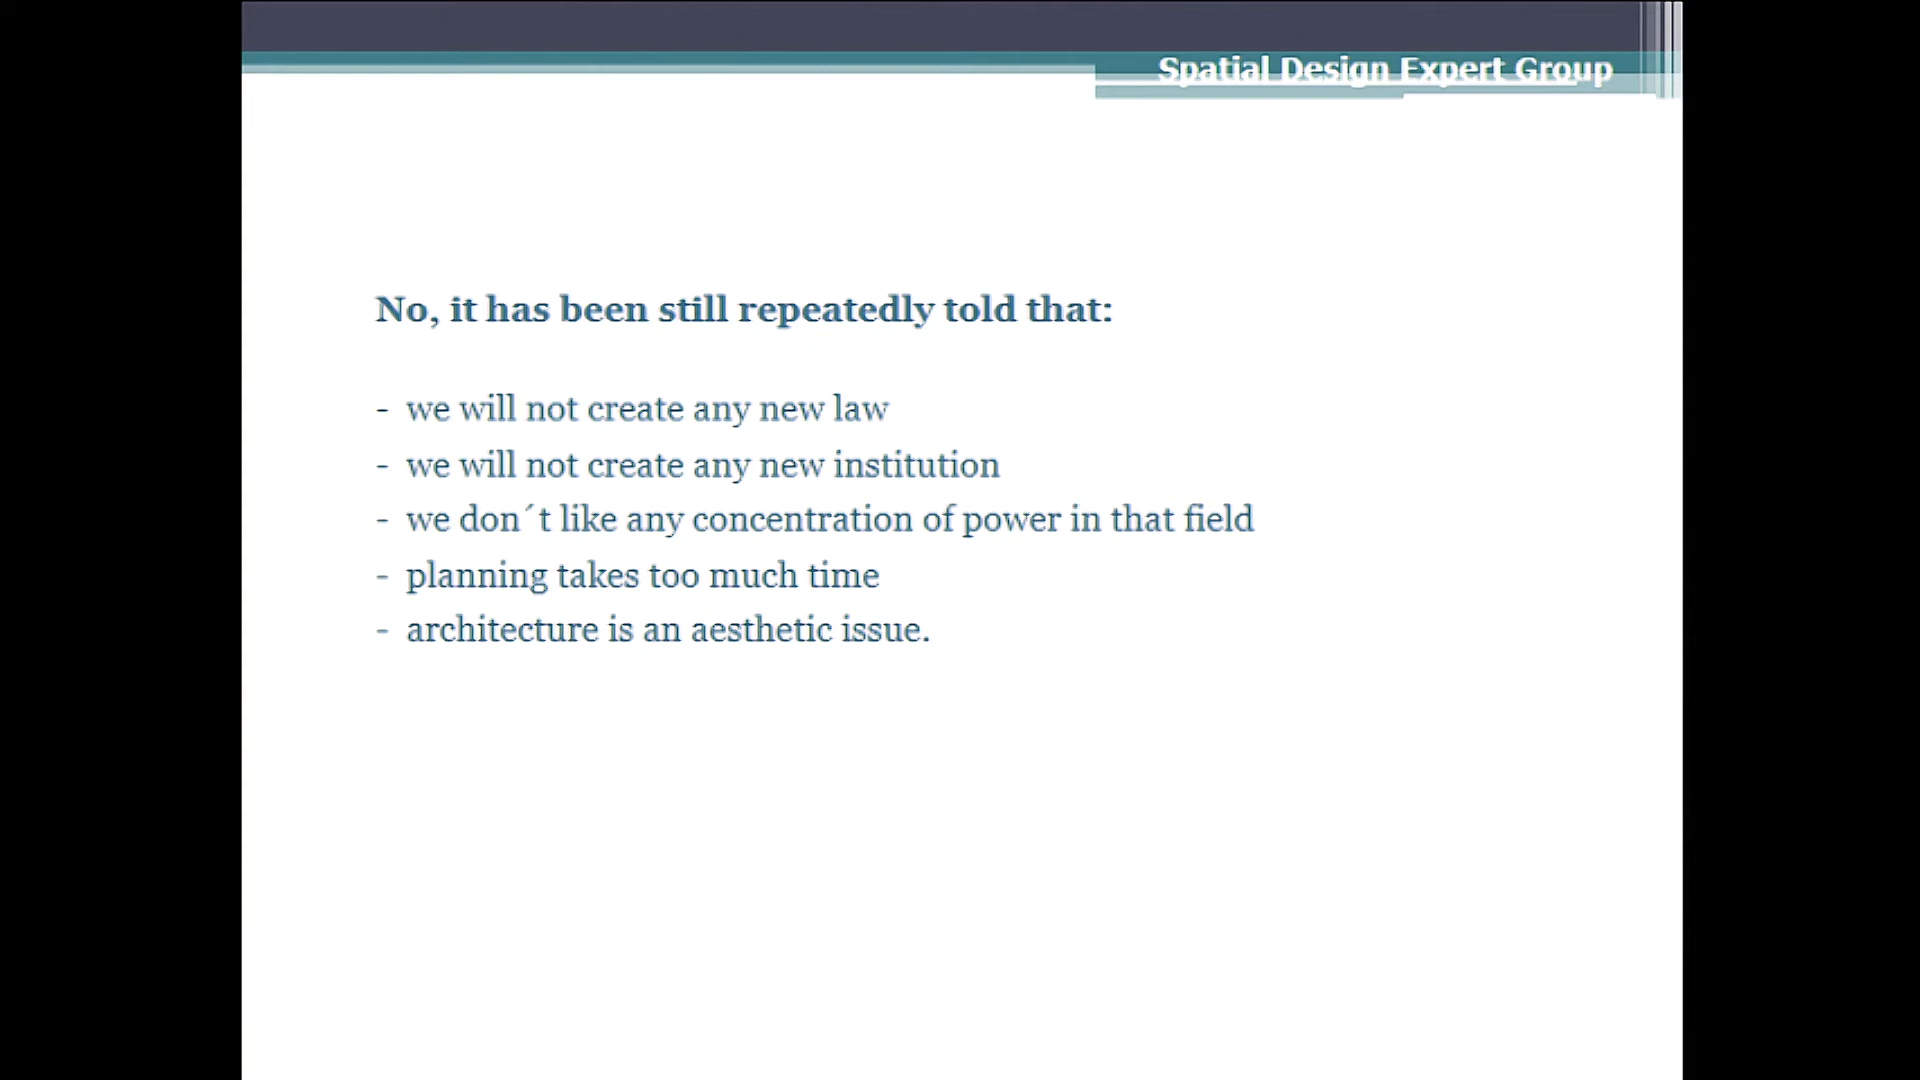 Spatial Design Expert Group
No, it has been still repeatedly told that:
- we will not create any new law
- we will not create any new institution
- we don´t like any concentration of power in that field
- planning takes too much time
- architecture is an aesthetic issue.